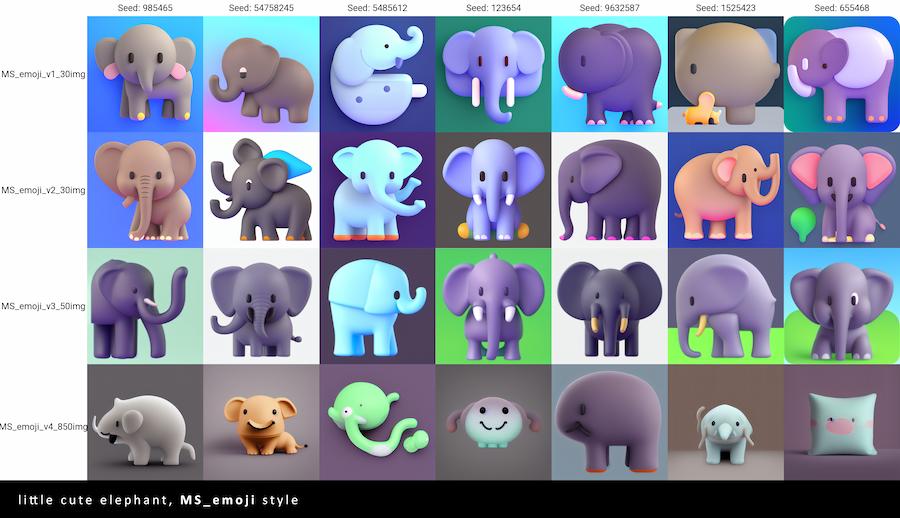 Seed: 985465 Seed: 54758245 Seed: 5485612 Seed: 123654 Seed: 9632587 Seed: 1525423 Seed: 655468
MS_emoji_v1_30img
MS_emoji_v2_30img
MS_emoji_v3_50img
MS_emoji_v4_850img
little cute elephant, MS_emoji style